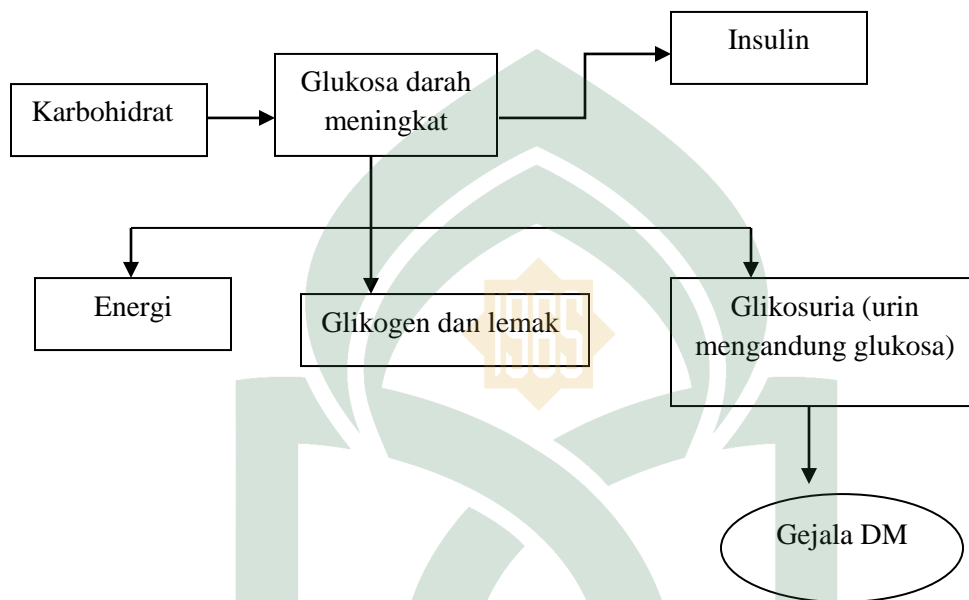 Insulin
Karbohidrat
Glukosa darah
meningkat
Energi
Glikogen dan lemak
Glikosuria (urin
mengandung glukosa)
Gejala DM